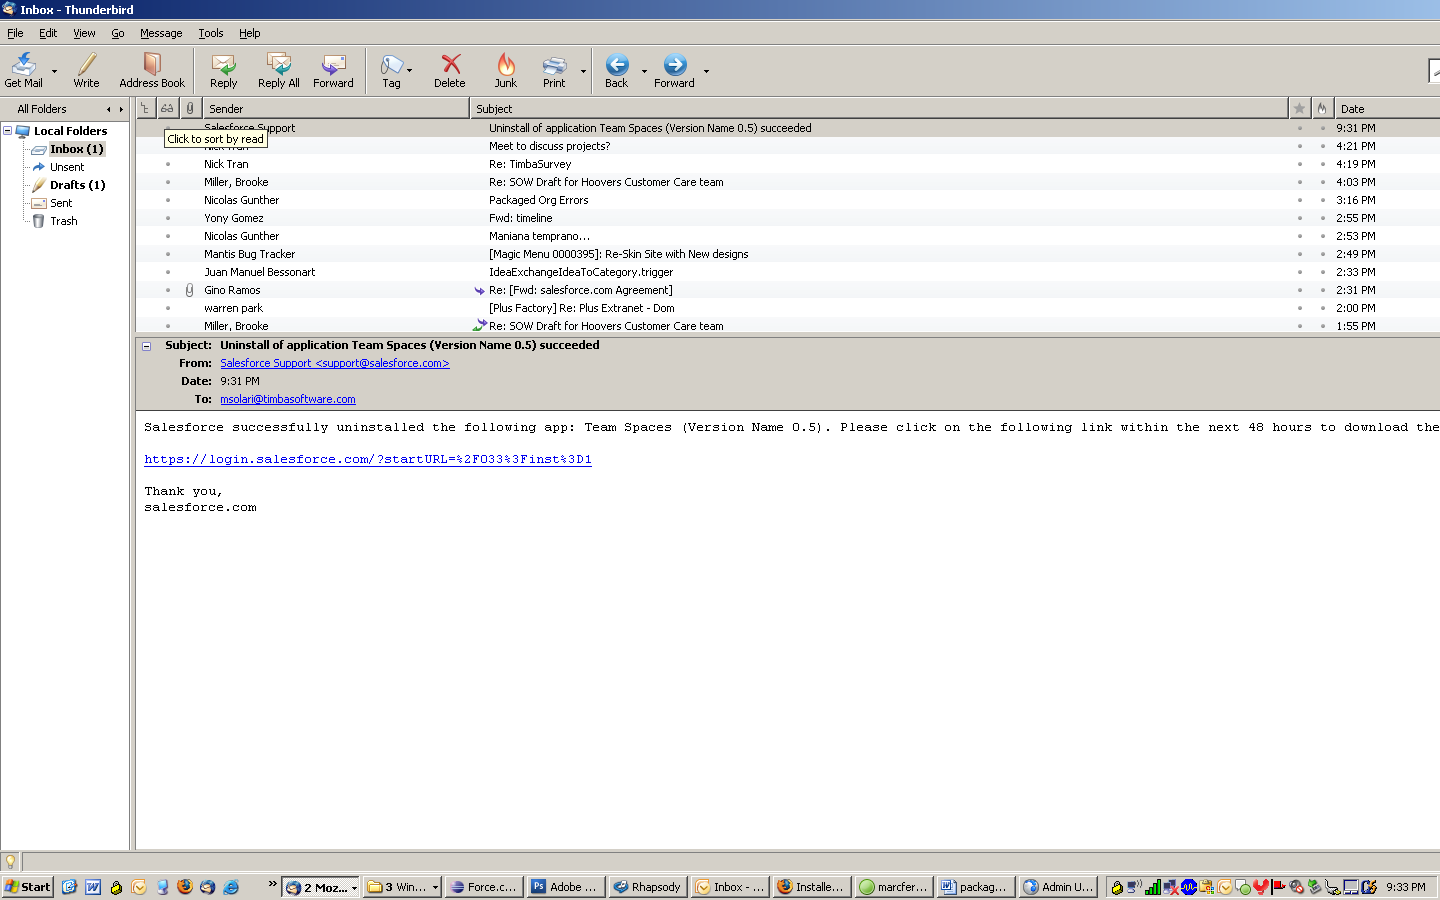 Inbox - Thunderbird
File Edit View Go Message Tools Help
Get Mail Write Address Book Reply Reply All Forward Tag Delete Junk Print Back Forward
All Folders Sender Subject Date
Local Folders
Inbox (1)
Unsent
Drafts (1)
Sent
Trash
Salesforce Support Uninstall of application Team Spaces (Version Name 0.5) succeeded 9:31 PM
Click to sort by read
Nick Tran Meet to discuss projects? 4:21 PM
Nick Tran Re: TimbaSurvey 4:19 PM
Miller, Brooke Re: SOW Draft for Hoovers Customer Care team 4:03 PM
Nicolas Gunther Packaged Org Errors 3:16 PM
Yony Gomez Fwd: timeline 2:55 PM
Nicolas Gunther Maniana temprano... 2:53 PM
Mantis Bug Tracker [Magic Menu 0000395]: Re-Skin Site with New designs 2:49 PM
Juan Manuel Bessonart IdeaExchangeIdeaToCategory.trigger 2:33 PM
Gino Ramos Re: [Fwd: salesforce.com Agreement] 2:31 PM
warren park [Plus Factory] Re: Plus Extranet - Dom 2:00 PM
Miller, Brooke Re: SOW Draft for Hoovers Customer Care team 1:55 PM
Subject: Uninstall of application Team Spaces (Version Name 0.5) succeeded
From: Salesforce Support <support@salesforce.com>
Date: 9:31 PM
To: msolari@timbasoftware.com
Salesforce successfully uninstalled the following app: Team Spaces (Version Name 0.5). Please click on the following link within the next 48 hours to download the
https://login.salesforce.com/?startURL=%2F033%3Finst%3D1
Thank you,
salesforce.com
Start 2 Moz... 3 Win... Force.c... Adobe ... Rhapsody Inbox - ... Installe... marcfer... packag... Admin U... 9:33 PM